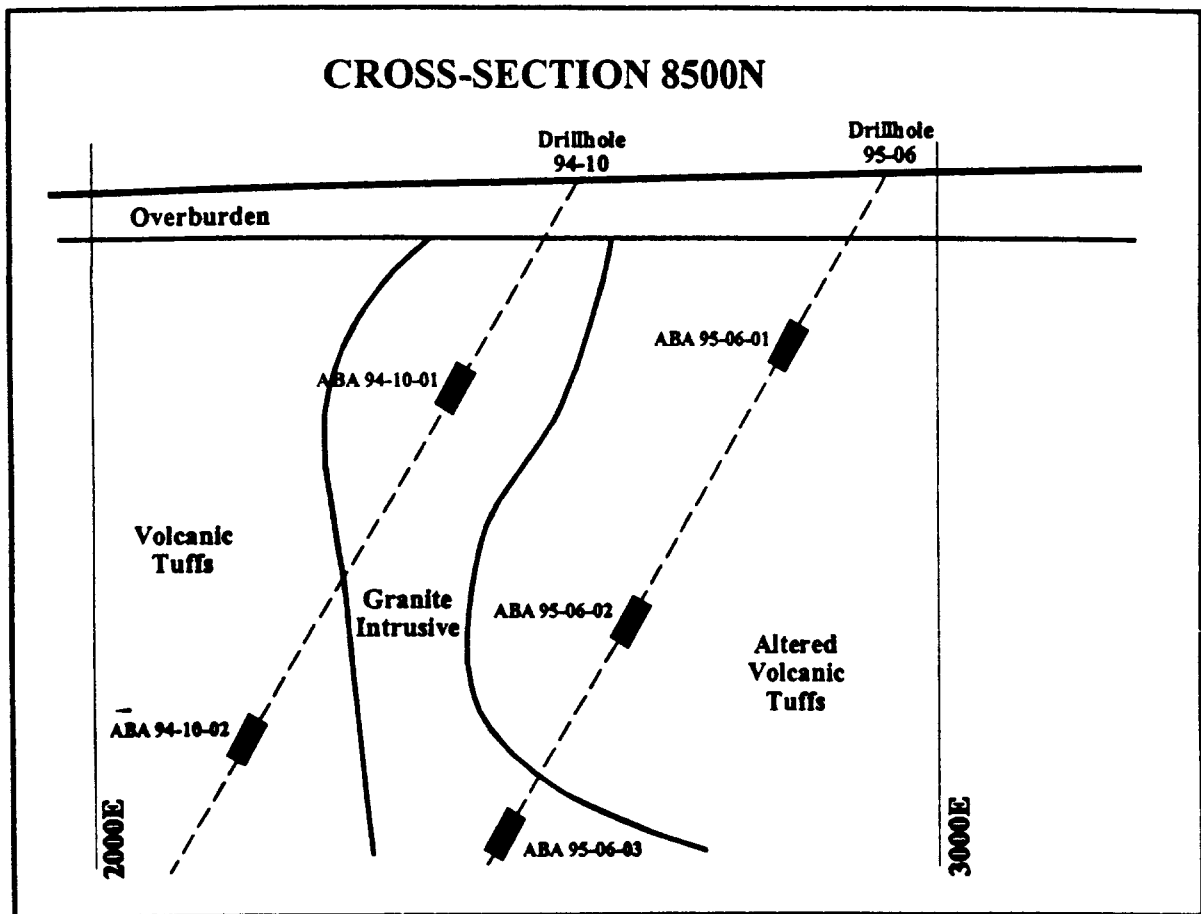 CROSS-SECTION 8500N
Drillhole
94-10
Drillhole
95-06
Overburden
ABA 95-06-01
ABA 94-10-01
Volcanic
Tuffs
Granite
Intrusive
ABA 95-06-02
Altered
Volcanic
Tuffs
ABA 94-10-02
ABA 95-06-03
2000E
3000E